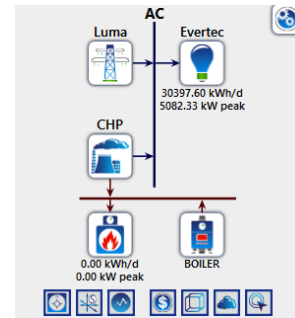 AC
Luma
Evertec
30397.60 kWh/d
5082.33 kW peak
CHP
0.00 kWh/d
0.00 kW peak
BOILER